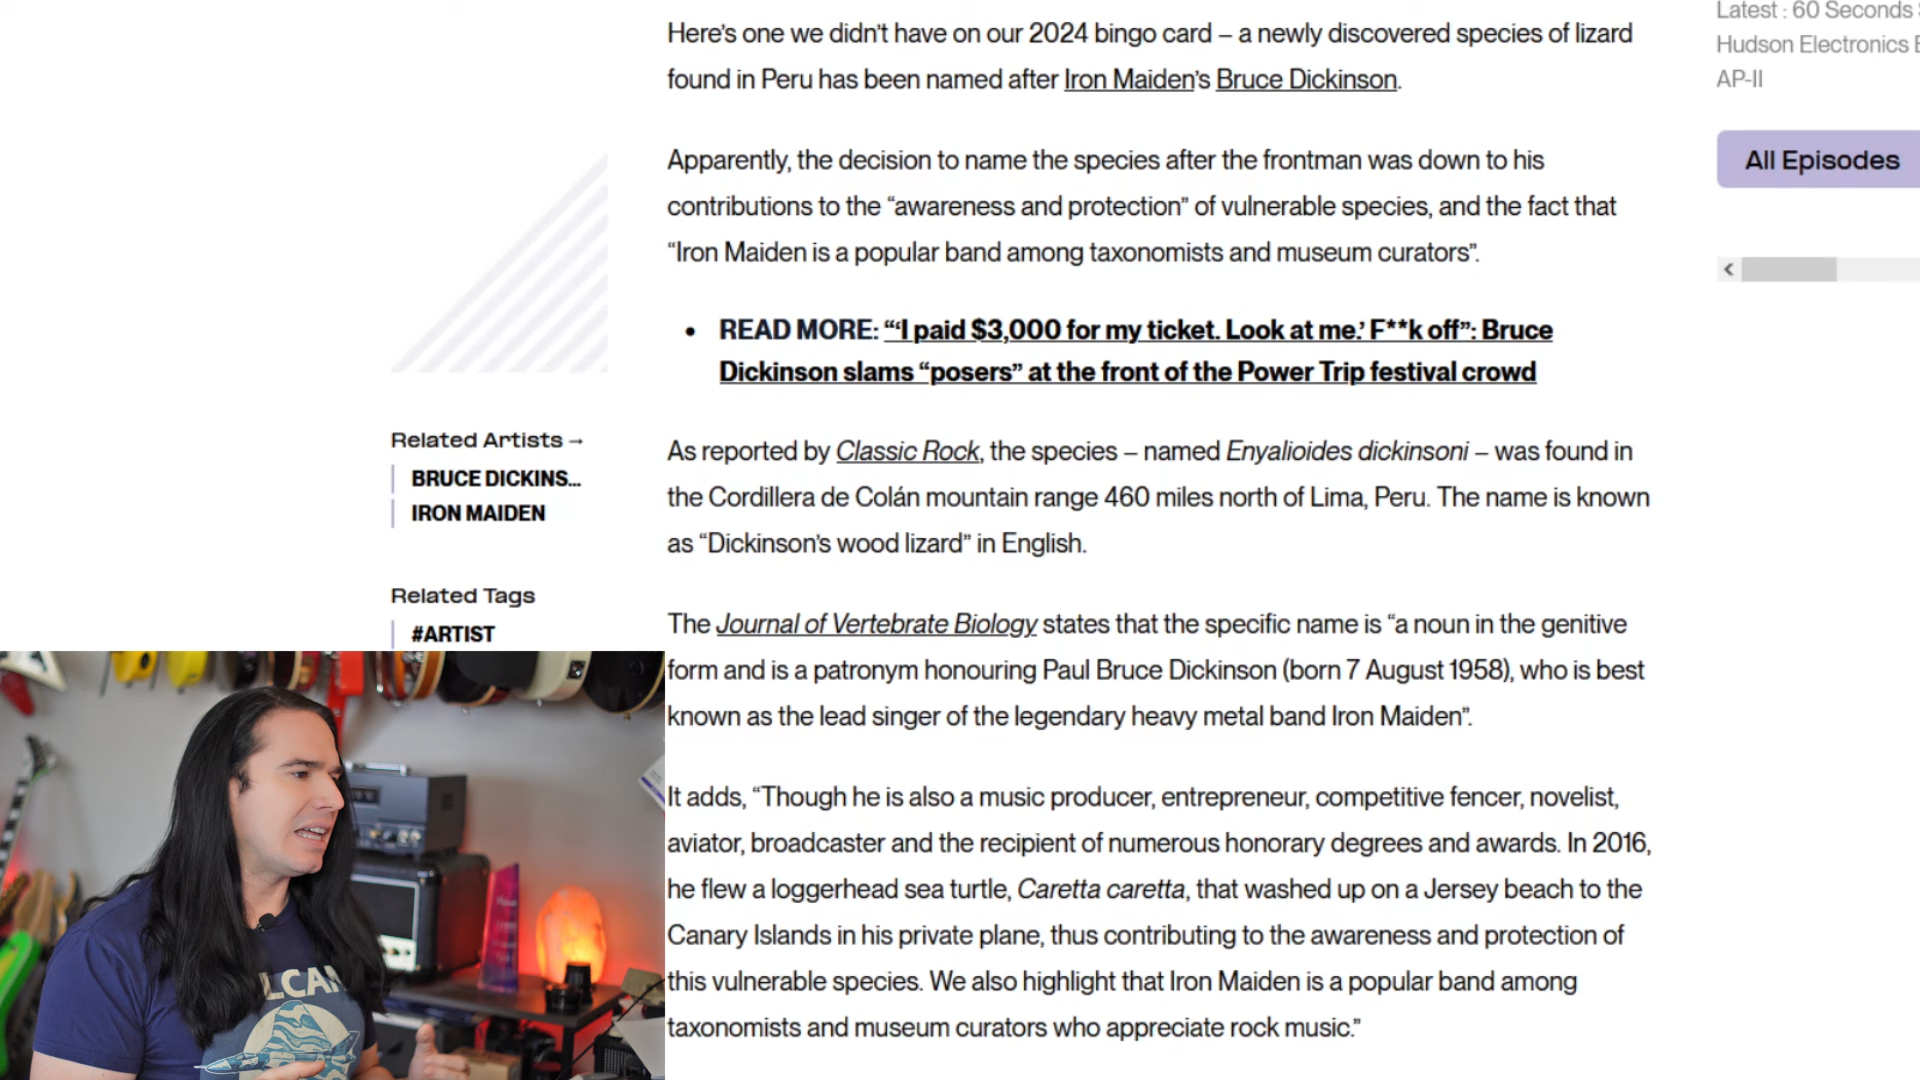 Here's one we didn't have on our 2024 bingo card – a newly discovered species of lizard
found in Peru has been named after Iron Maiden's Bruce Dickinson.
Apparently, the decision to name the species after the frontman was down to his
contributions to the “awareness and protection” of vulnerable species, and the fact that
“Iron Maiden is a popular band among taxonomists and museum curators”.
• READ MORE: “‘I paid $3,000 for my ticket. Look at me.’ F**k off”: Bruce
Dickinson slams “posers” at the front of the Power Trip festival crowd
As reported by Classic Rock, the species – named Enyalioides dickinsoni – was found in
the Cordillera de Colán mountain range 460 miles north of Lima, Peru. The name is known
as “Dickinson's wood lizard” in English.
The Journal of Vertebrate Biology states that the specific name is “a noun in the genitive
form and is a patronym honouring Paul Bruce Dickinson (born 7 August 1958), who is best
known as the lead singer of the legendary heavy metal band Iron Maiden”.
It adds, “Though he is also a music producer, entrepreneur, competitive fencer, novelist,
aviator, broadcaster and the recipient of numerous honorary degrees and awards. In 2016,
he flew a loggerhead sea turtle, Caretta caretta, that washed up on a Jersey beach to the
Canary Islands in his private plane, thus contributing to the awareness and protection of
this vulnerable species. We also highlight that Iron Maiden is a popular band among
taxonomists and museum curators who appreciate rock music.”
Related Artists →
BRUCE DICKINS...
IRON MAIDEN
Related Tags
#ARTIST
Latest : 60 Seconds
Hudson Electronics
AP-II
All Episodes